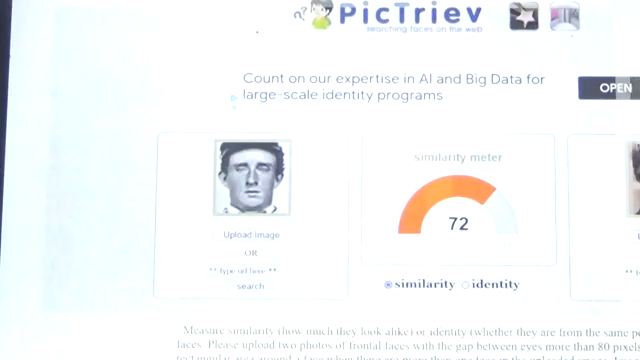 n?
PicTriev
searching faces on the web
Count on our expertise in AI and Big Data for
large-scale identity programs
OPEN
similarity meter
72
Upload Image
OR
** type url here **
search
similarity identity
Measure similarity (how much they look alike) or identity (whether they are from the same pe
faces. Please upload two photos of frontal faces with the gap between eyes more than 80 pixels